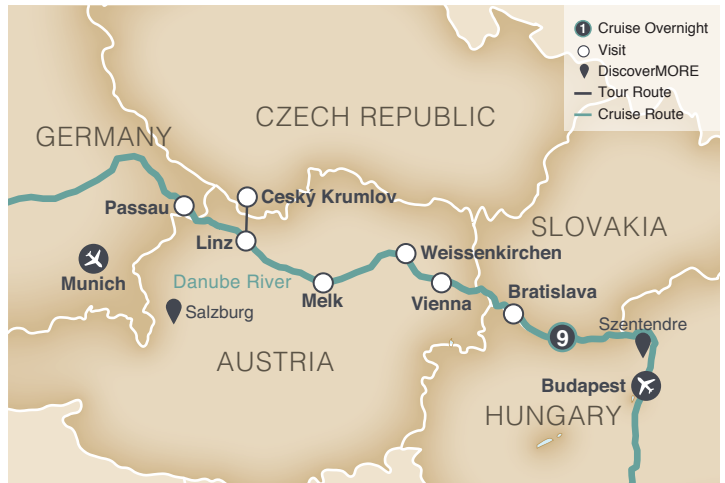 1 Cruise Overnight
Visit
DiscoverMORE
Tour Route
Cruise Route
CZECH REPUBLIC
GERMANY
Passau
Ceský Krumlov
Linz
SLOVAKIA
Munich
Danube River
Salzburg
Melk
Weissenkirchen
Vienna
Bratislava
9
Szentendre
AUSTRIA
Budapest
HUNGARY